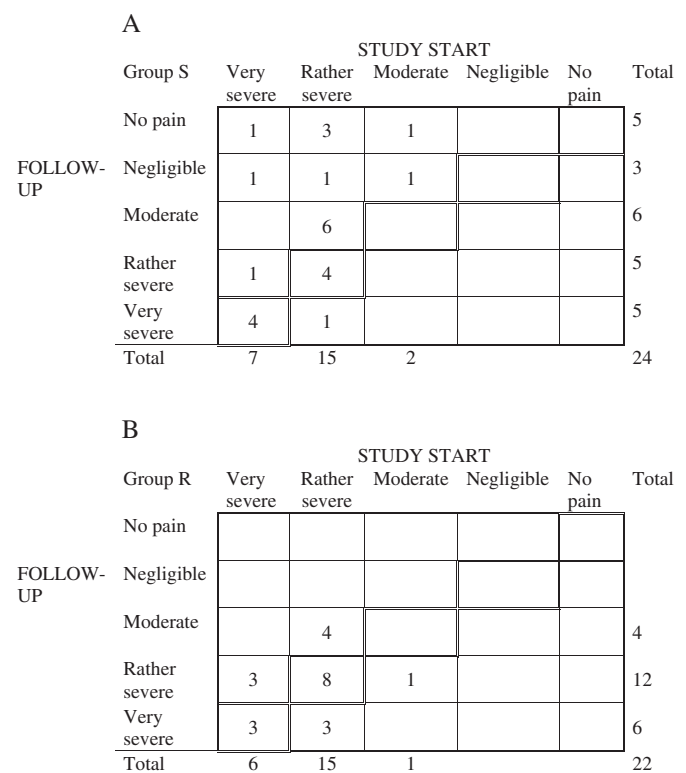 A
STUDY START
Group S Very severe Rather severe Moderate Negligible No pain Total
No pain 1 3 1 5
FOLLOW-UP Negligible 1 1 1 3
Moderate 6 6
Rather severe 1 4 5
Very severe 4 1 5
Total 7 15 2 24
B
STUDY START
Group R Very severe Rather severe Moderate Negligible No pain Total
No pain
FOLLOW-UP Negligible
Moderate 4 4
Rather severe 3 8 1 12
Very severe 3 3 6
Total 6 15 1 22